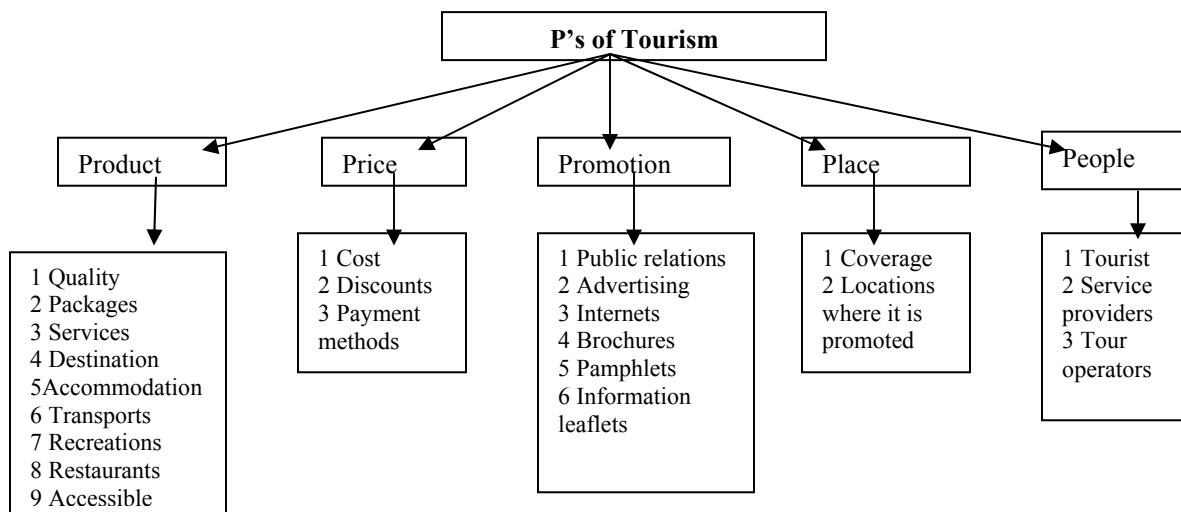 P's of Tourism
Product
Price
Promotion
Place
People
1 Quality
2 Packages
3 Services
4 Destination
5Accommodation
6 Transports
7 Recreations
8 Restaurants
9 Accessible
1 Cost
2 Discounts
3 Payment
methods
1 Public relations
2 Advertising
3 Internets
4 Brochures
5 Pamphlets
6 Information
leaflets
1 Coverage
2 Locations
where it is
promoted
1 Tourist
2 Service
providers
3 Tour
operators